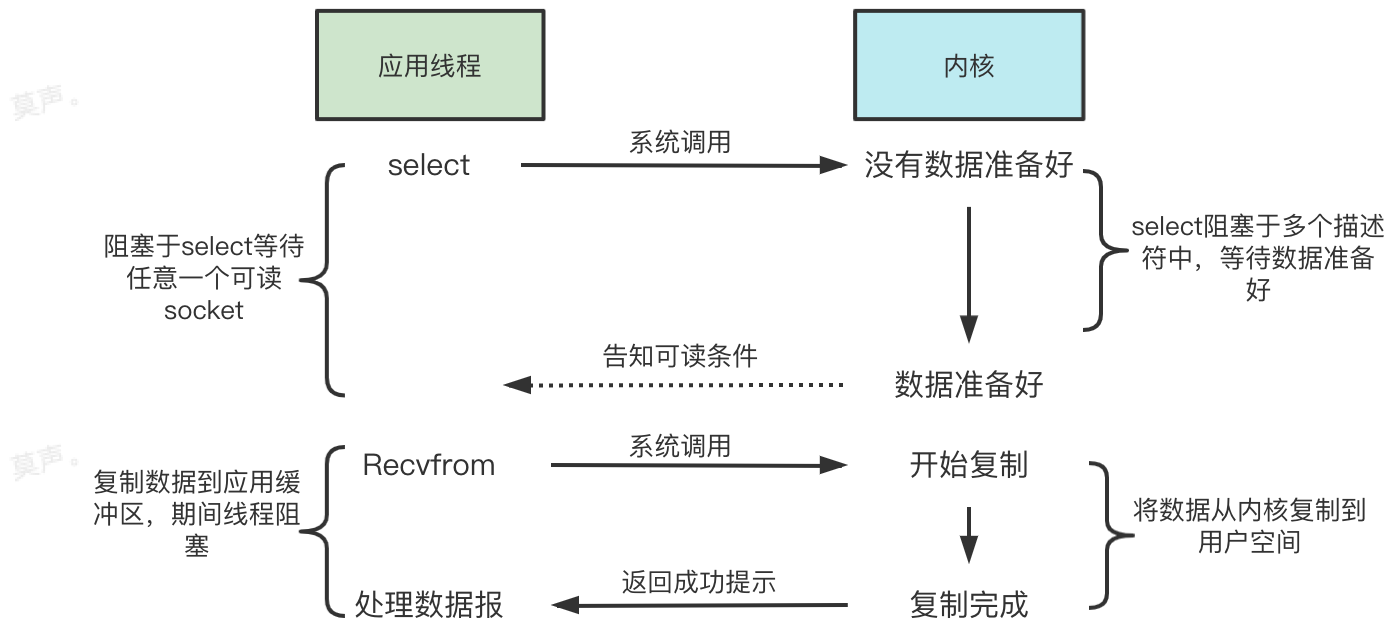 应用线程
内核
莫声。
系统调用
select
没有数据准备好
阻塞于select等待
任意一个可读
socket
select阻塞于多个描述
符中，等待数据准备
好
告知可读条件
数据准备好
莫声。
系统调用
Recvfrom
开始复制
复制数据到应用缓
冲区，期间线程阻
塞
将数据从内核复制到
用户空间
返回成功提示
处理数据报
复制完成